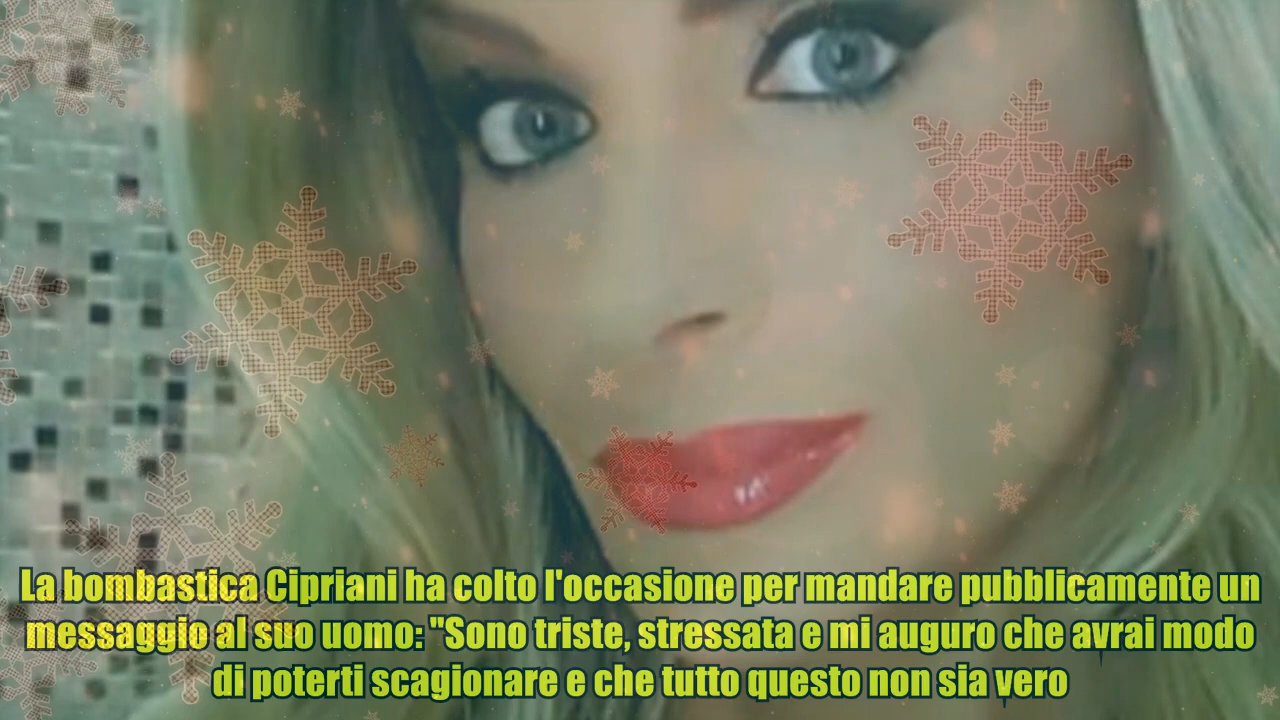 La bombastica Cipriani ha colto l'occasione per mandare pubblicamente un
messaggio al suo uomo: "Sono triste, stressata e mi auguro che avrai modo
di poterti scagionare e che tutto questo non sia vero